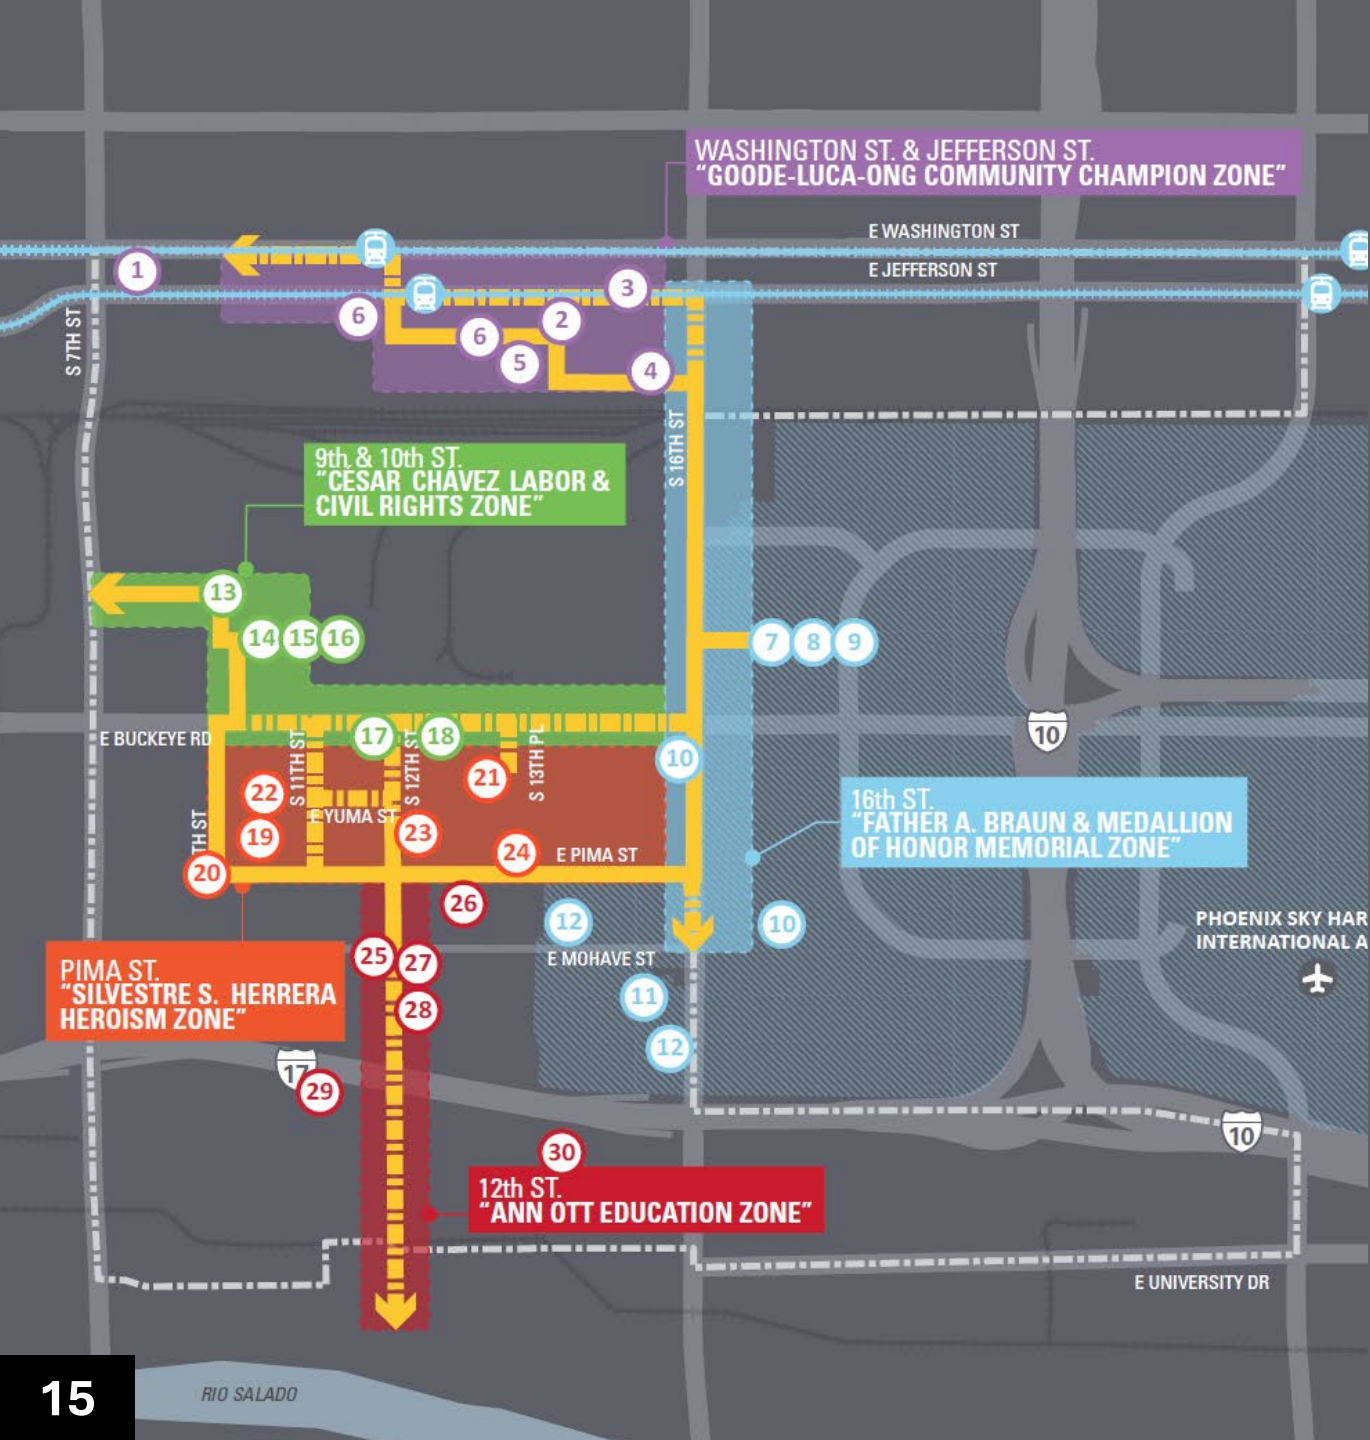 WASHINGTON ST. & JEFFERSON ST.
“GOODE-LUCA-ONG COMMUNITY CHAMPION ZONE”
E WASHINGTON ST
E JEFFERSON ST
1
3
6
2
6
5
4
S 7TH ST
S 16TH ST
9th & 10th ST.
“CÉSAR CHÁVEZ LABOR &
CIVIL RIGHTS ZONE”
13
14
15
16
7
8
9
E BUCKEYE RD
S 11TH ST
17
S 12TH ST
18
S 13TH PL
10
10
21
22
E YUMA ST
19
TH ST
23
24
E PIMA ST
20
16th ST.
“FATHER A. BRAUN & MEDALLION
OF HONOR MEMORIAL ZONE”
26
12
10
PHOENIX SKY HAR
INTERNATIONAL A
PIMA ST.
“SILVESTRE S. HERRERA
HEROISM ZONE”
25
27
E MOHAVE ST
28
11
12
17
29
10
30
12th ST.
“ANN OTT EDUCATION ZONE”
E UNIVERSITY DR
RIO SALADO
15